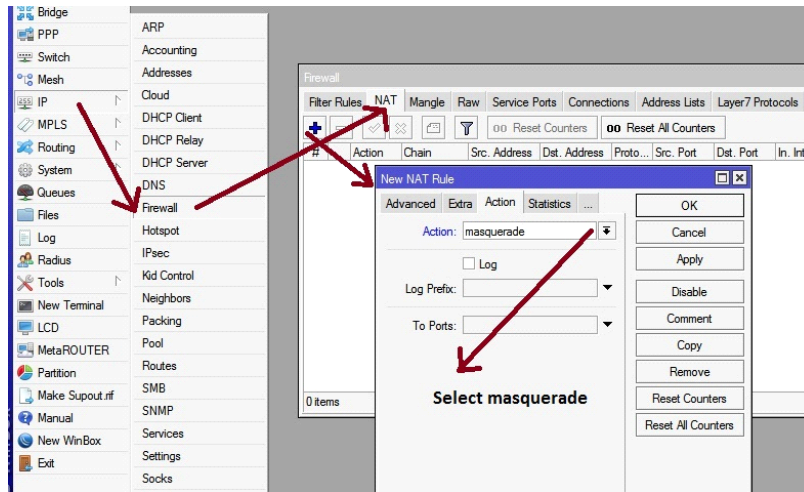 Bridge
PPP
Switch
Mesh
IP
MPLS
Routing
System
Queues
Files
Log
Radius
Tools
New Terminal
LCD
MetaROUTER
Partition
Make Supout.rif
Manual
New WinBox
Exit
ARP
Accounting
Addresses
Cloud
DHCP Client
DHCP Relay
DHCP Server
DNS
Firewall
Hotspot
IPsec
Kid Control
Neighbors
Packing
Pool
Routes
SMB
SNMP
Services
Settings
Socks
Firewall
Filter Rules NAT Mangle Raw Service Ports Connections Address Lists Layer7 Protocols
00 Reset Counters 00 Reset All Counters
# Action Chain Src. Address Dst. Address Proto... Src. Port Dst. Port In. Int
New NAT Rule
Advanced Extra Action Statistics ...
Action: masquerade
Log
Log Prefix:
To Ports:
Select masquerade
OK
Cancel
Apply
Disable
Comment
Copy
Remove
Reset Counters
Reset All Counters
0 items